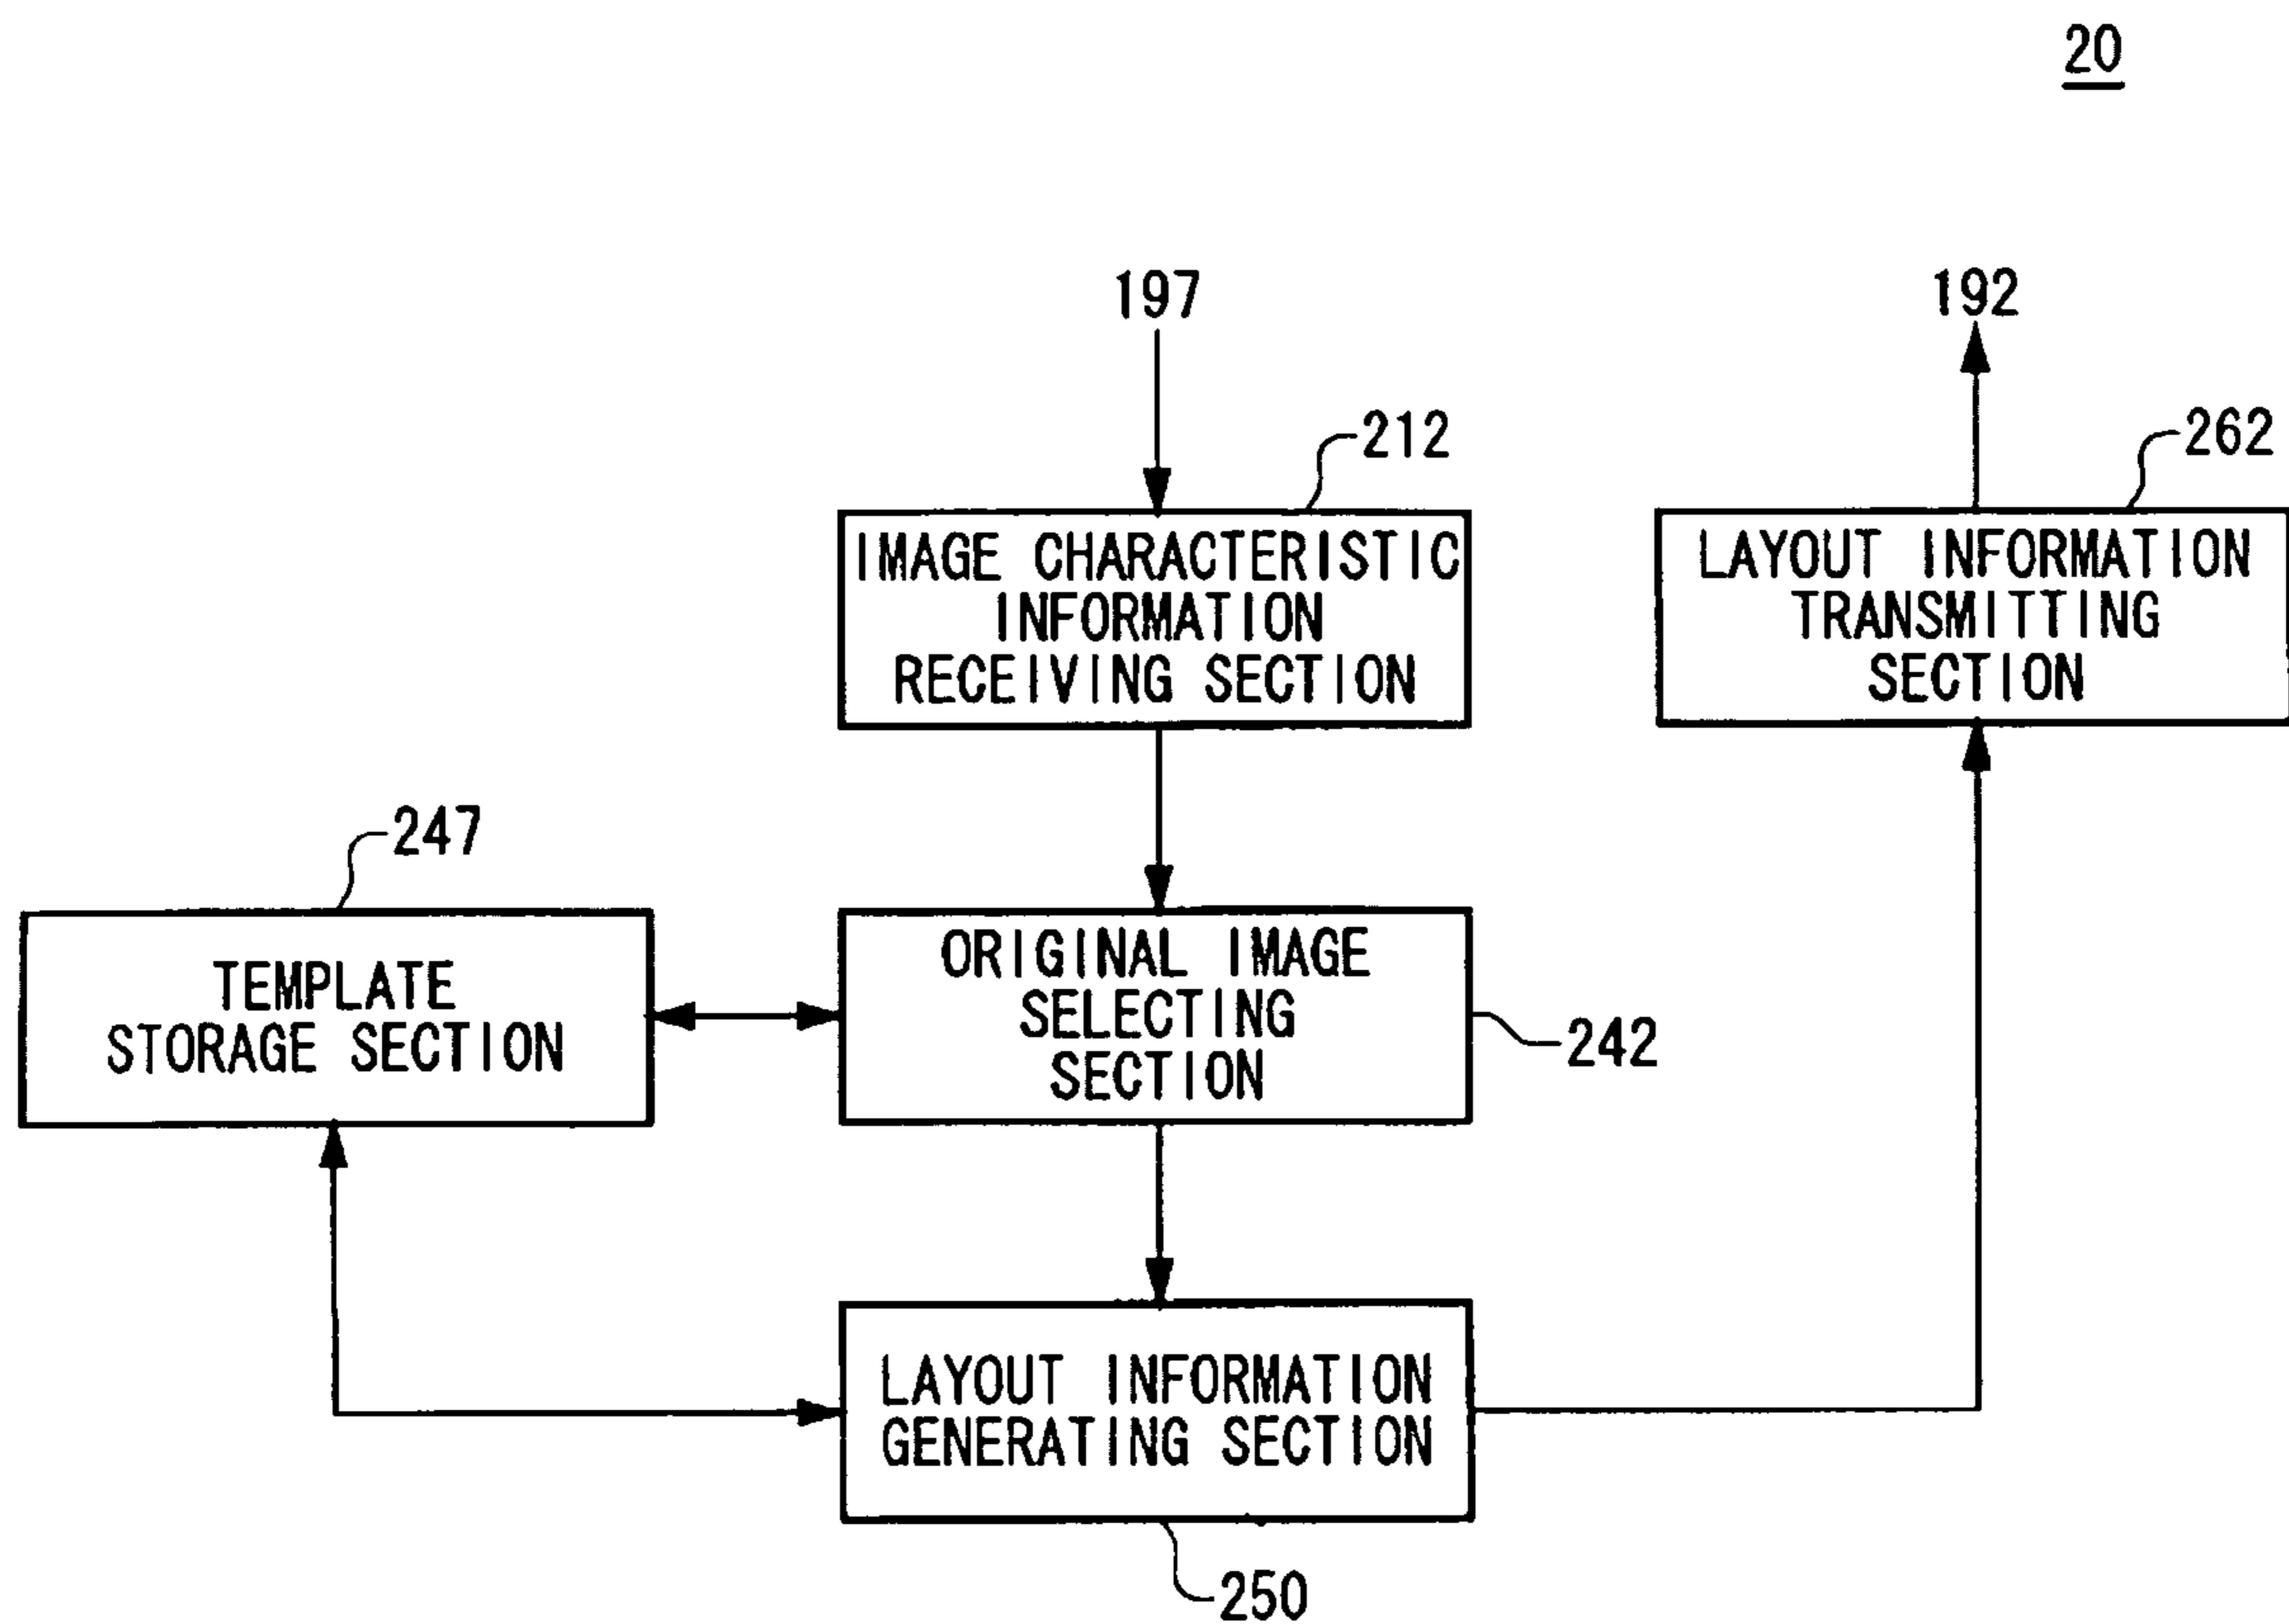 20
197
192
212
262
IMAGE CHARACTERISTIC
INFORMATION
RECEIVING SECTION
LAYOUT INFORMATION
TRANSMITTING
SECTION
247
TEMPLATE
STORAGE SECTION
ORIGINAL IMAGE
SELECTING
SECTION
242
LAYOUT INFORMATION
GENERATING SECTION
250